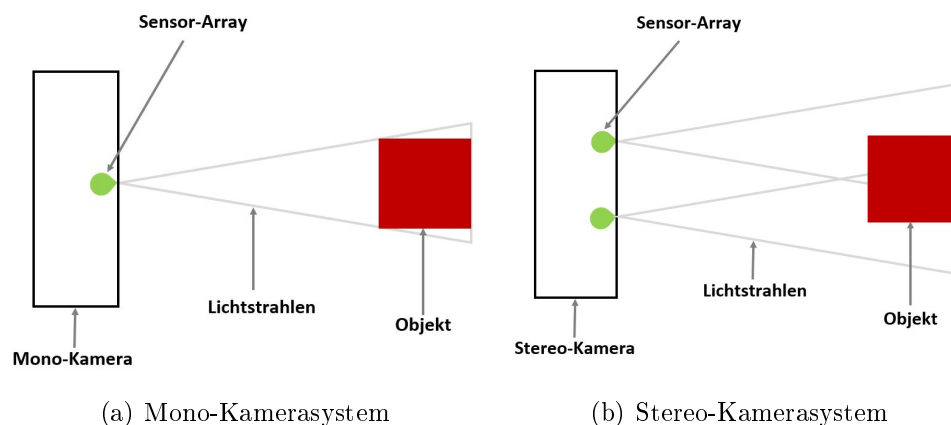 Sensor-Array
Lichtstrahlen
Objekt
Mono-Kamera
(a) Mono-Kamerasystem
Sensor-Array
Lichtstrahlen
Objekt
Stereo-Kamera
(b) Stereo-Kamerasystem